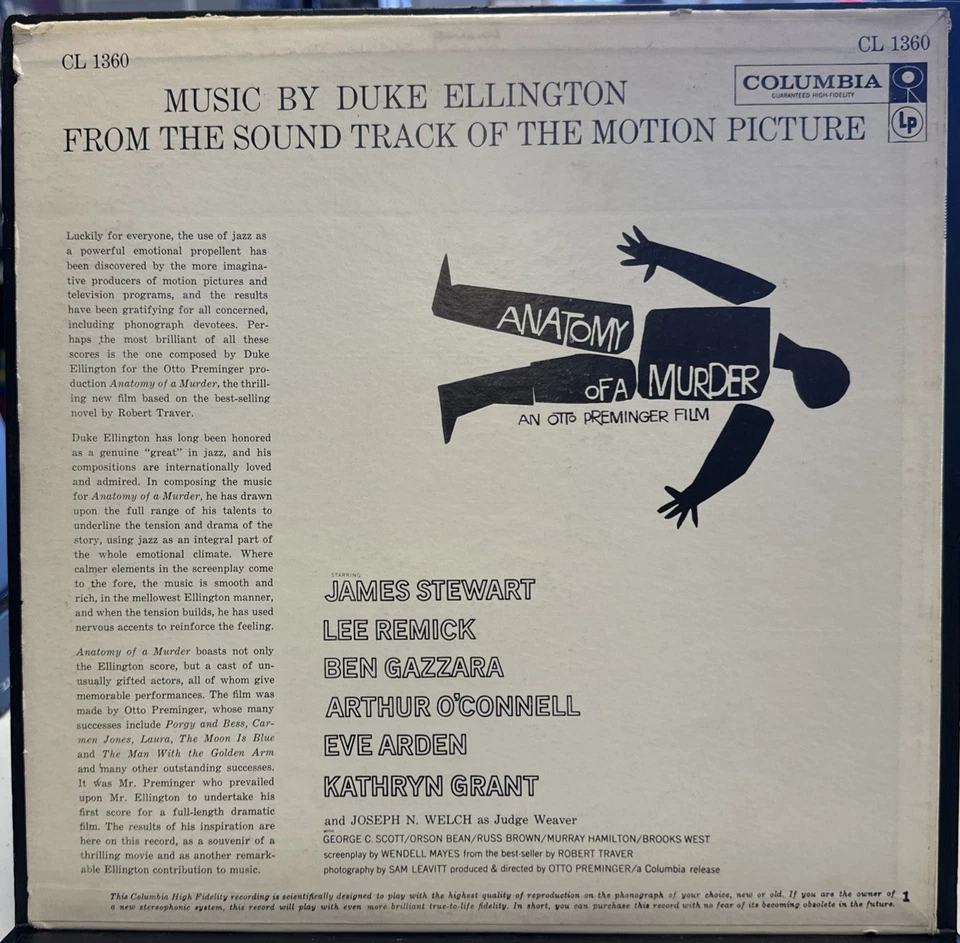 CL 1360
CL 1360
COLUMBIA
GUARANTEED HIGH-FIDELITY
Lp
MUSIC BY DUKE ELLINGTON
FROM THE SOUND TRACK OF THE MOTION PICTURE
Luckily for everyone, the use of jazz as
a powerful emotional propellent has
been discovered by the more imagina-
tive producers of motion pictures and
television programs, and the results
have been gratifying for all concerned,
including phonograph devotees. Per-
haps the most brilliant of all these
scores is the one composed by Duke
Ellington for the Otto Preminger pro-
duction Anatomy of a Murder, the thrill-
ing new film based on the best-selling
novel by Robert Traver.
Duke Ellington has long been honored
as a genuine “great” in jazz, and his
compositions are internationally loved
and admired. In composing the music
for Anatomy of a Murder, he has drawn
upon the full range of his talents to
underline the tension and drama of the
story, using jazz as an integral part of
the whole emotional climate. Where
calmer elements in the screenplay come
to the fore, the music is smooth and
rich, in the mellowest Ellington manner,
and when the tension builds, he has used
nervous accents to reinforce the feeling.
Anatomy of a Murder boasts not only
the Ellington score, but a cast of un-
usually gifted actors, all of whom give
memorable performances. The film was
made by Otto Preminger, whose many
successes include Porgy and Bess, Car-
men Jones, Laura, The Moon Is Blue
and The Man With the Golden Arm
and many other outstanding successes.
It was Mr. Preminger who prevailed
upon Mr. Ellington to undertake his
first score for a full-length dramatic
film. The results of his inspiration are
here on this record, as a souvenir of a
thrilling movie and as another remark-
able Ellington contribution to music.
ANATOMY
OF A MURDER
AN OTTO PREMINGER FILM
STARRING
JAMES STEWART
LEE REMICK
BEN GAZZARA
ARTHUR O'CONNELL
EVE ARDEN
KATHRYN GRANT
and JOSEPH N. WELCH as Judge Weaver
with
GEORGE C. SCOTT/ORSON BEAN/RUSS BROWN/MURRAY HAMILTON/BROOKS WEST
screenplay by WENDELL MAYES from the best-seller by ROBERT TRAVER
photography by SAM LEAVITT produced & directed by OTTO PREMINGER/a Columbia release
This Columbia High Fidelity recording is scientifically designed to play with the highest quality of reproduction on the phonograph of your choice, new or old. If you are the owner of
a new stereophonic system, this record will play with even more brilliant true-to-life fidelity. In short, you can purchase this record with no fear of its becoming obsolete in the future.
1